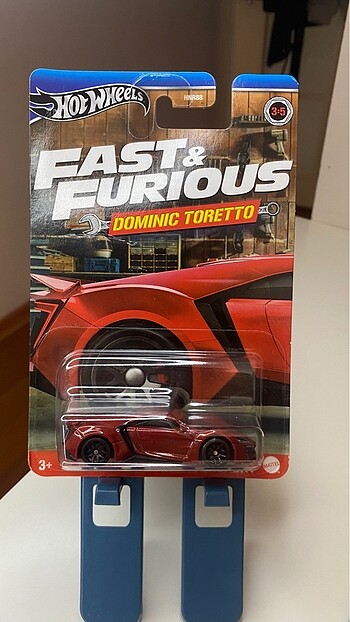 HOT WHEELS
HNR88
3:5
FAST &
FURIOUS
DOMINIC TORETTO
3+
MATTEL